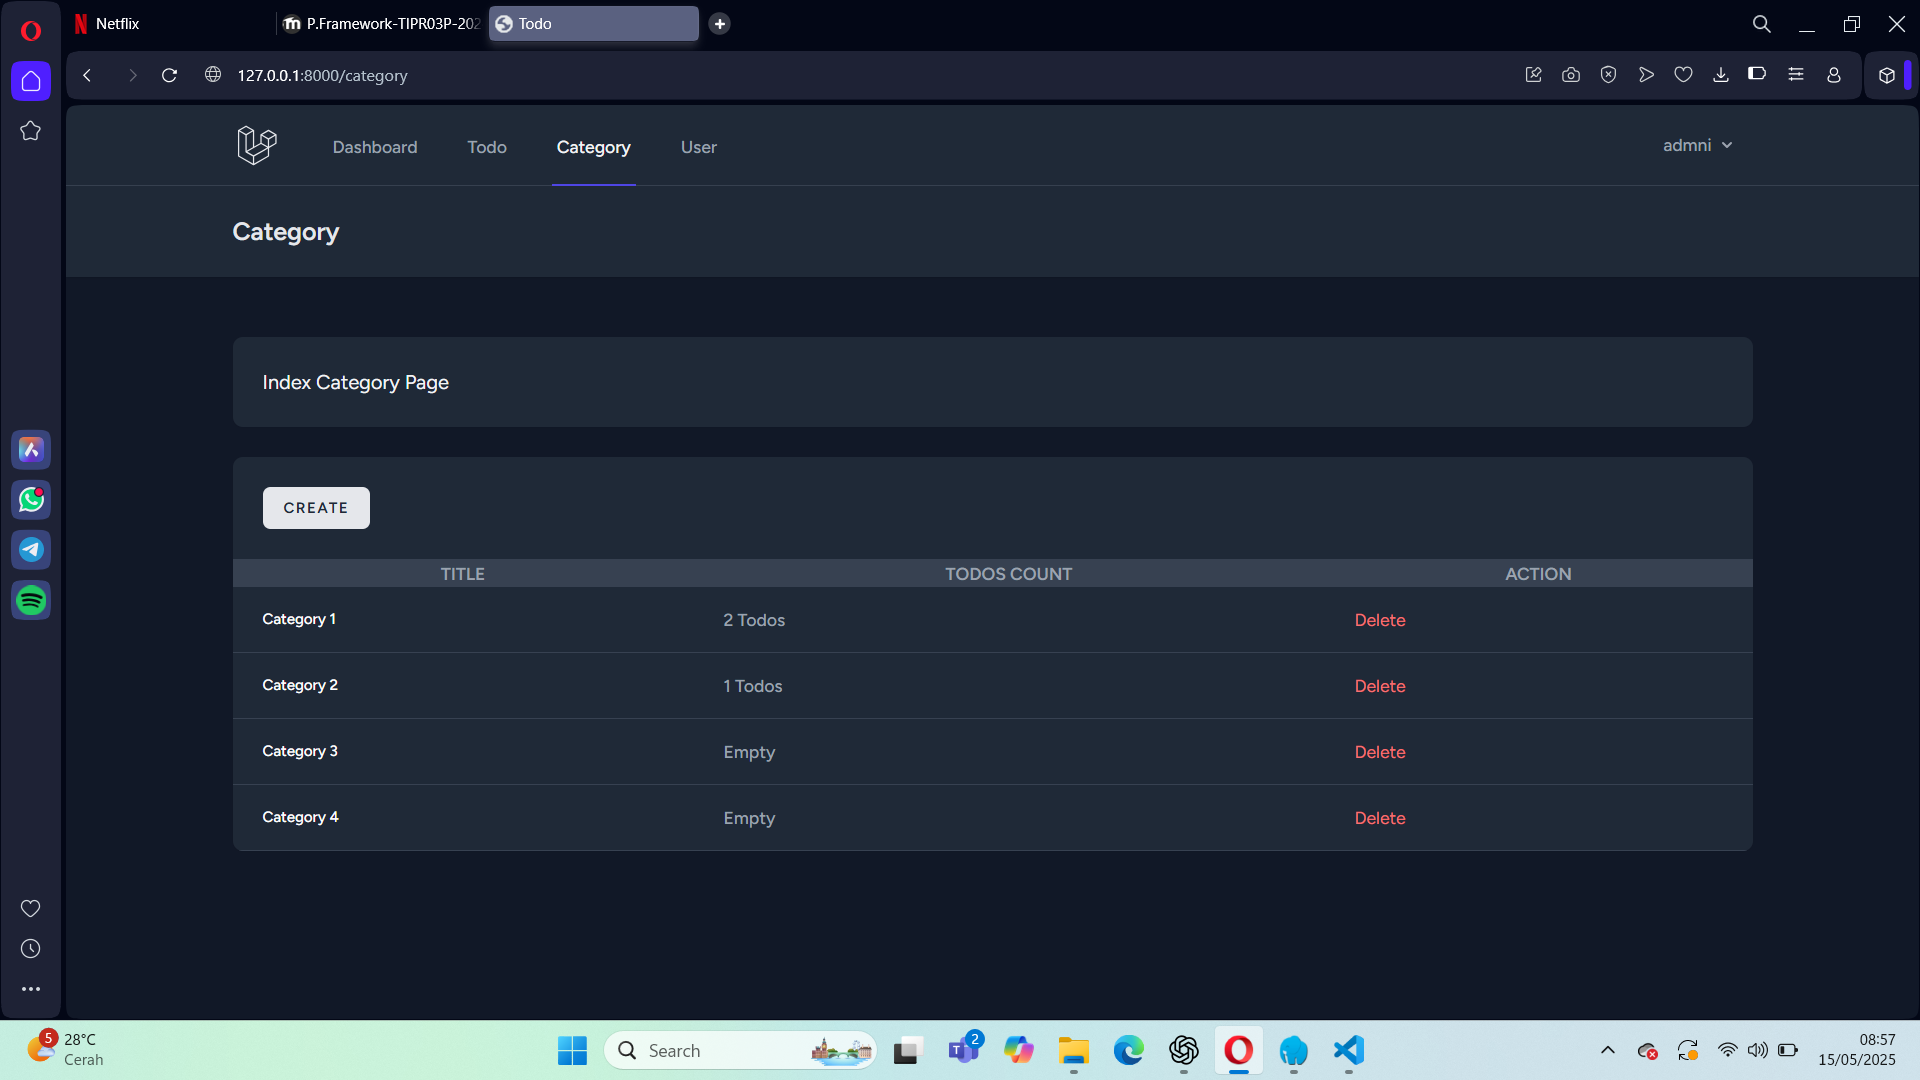 Netflix
P.Framework-TIPR03P-202
Todo
127.0.0.1:8000/category
Dashboard
Todo
Category
User
admni
Category
Index Category Page
CREATE
TITLE TODOS COUNT ACTION
Category 1 2 Todos Delete
Category 2 1 Todos Delete
Category 3 Empty Delete
Category 4 Empty Delete
5
28°C
Cerah
Search
2
08:57
15/05/2025